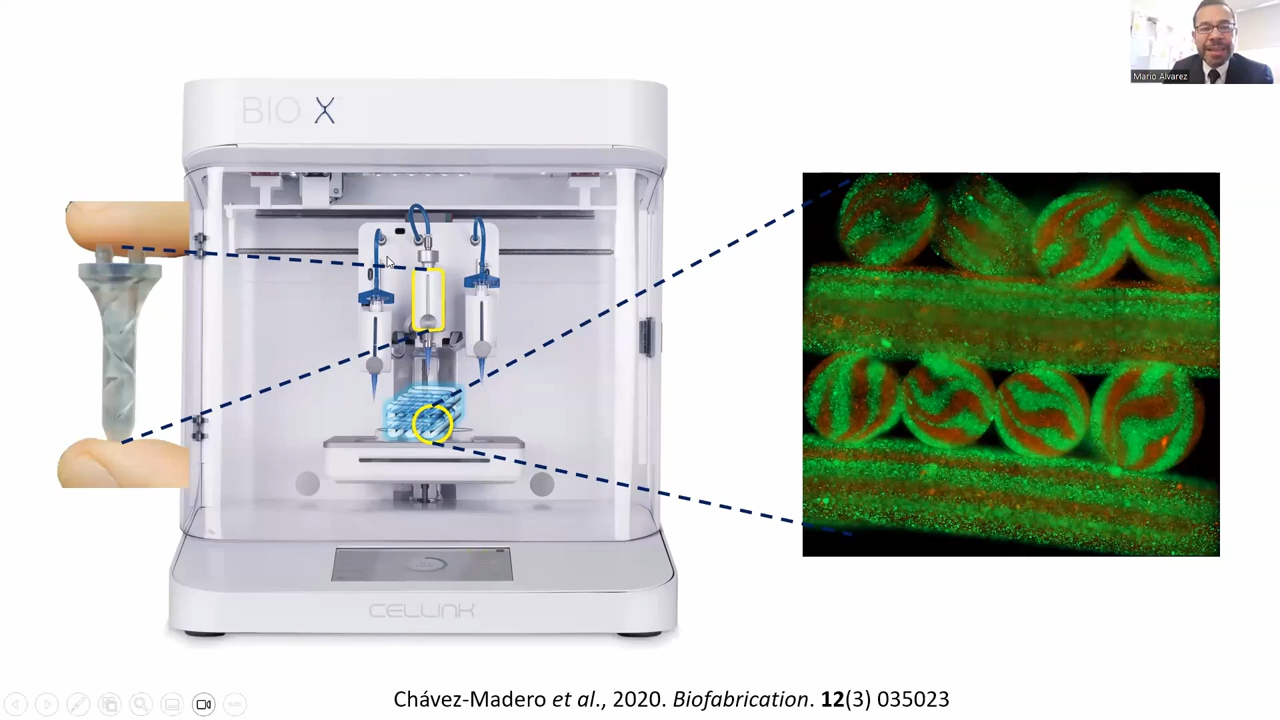 Mario Alvarez
BIO X
CELLINK
Chávez-Madero et al., 2020. Biofabrication. 12(3) 035023